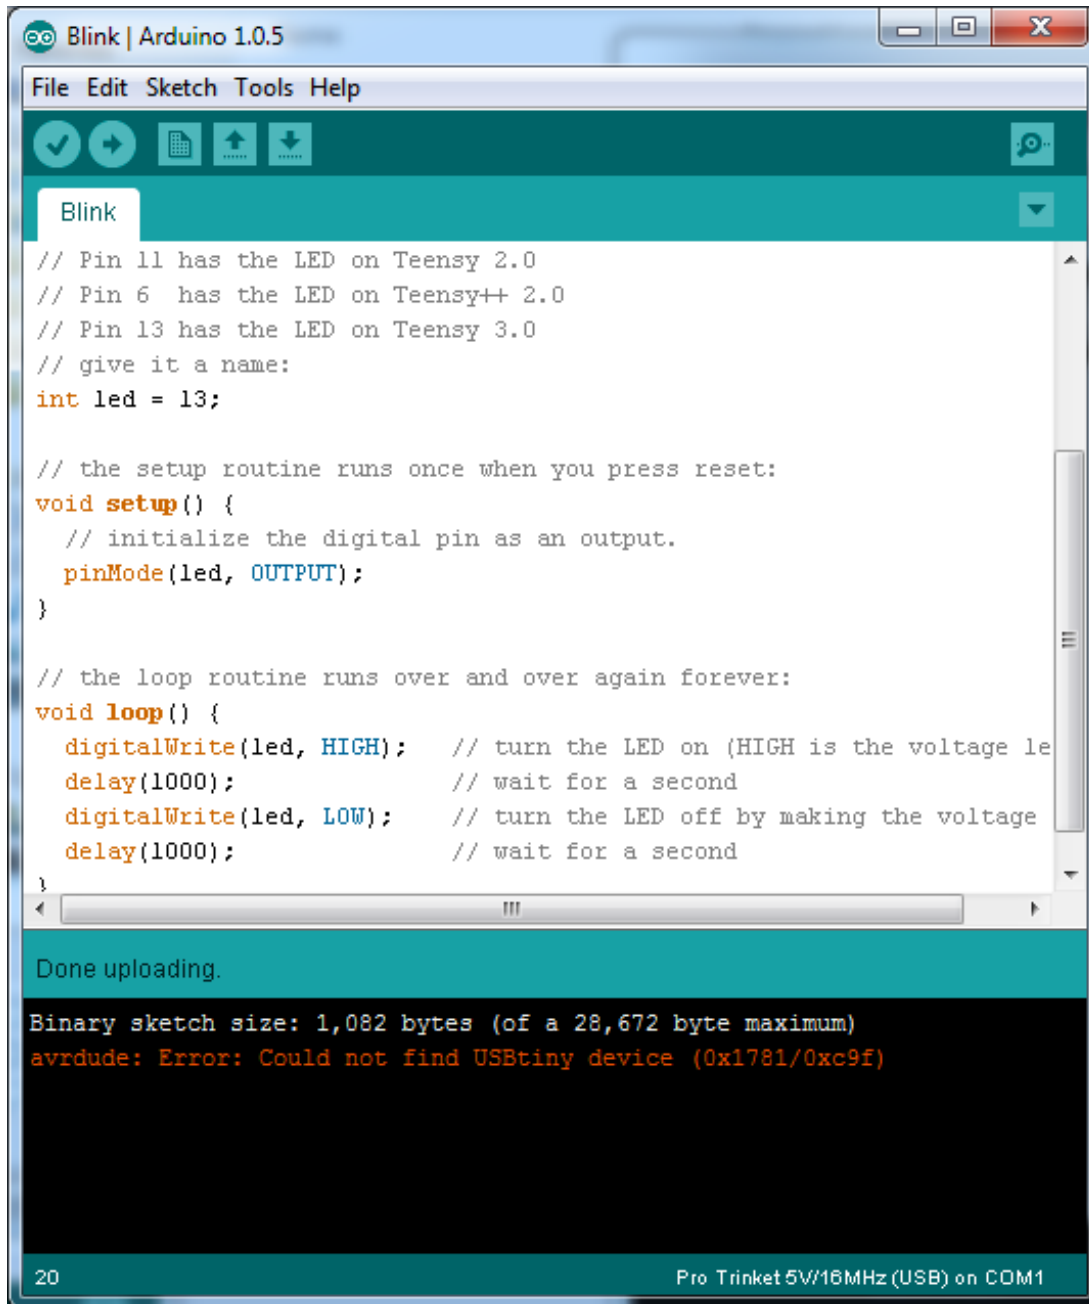 Blink | Arduino 1.0.5
File Edit Sketch Tools Help
Blink
// Pin 11 has the LED on Teensy 2.0
// Pin 6  has the LED on Teensy++ 2.0
// Pin 13 has the LED on Teensy 3.0
// give it a name:
int led = 13;
// the setup routine runs once when you press reset:
void setup() {
  // initialize the digital pin as an output.
  pinMode(led, OUTPUT);
}
// the loop routine runs over and over again forever:
void loop() {
  digitalWrite(led, HIGH);   // turn the LED on (HIGH is the voltage le
  delay(1000);               // wait for a second
  digitalWrite(led, LOW);    // turn the LED off by making the voltage
  delay(1000);               // wait for a second
}
Done uploading.
Binary sketch size: 1,082 bytes (of a 28,672 byte maximum)
avrdude: Error: Could not find USBtiny device (0x1781/0xc9f)
20 Pro Trinket 5V/16MHz (USB) on COM1